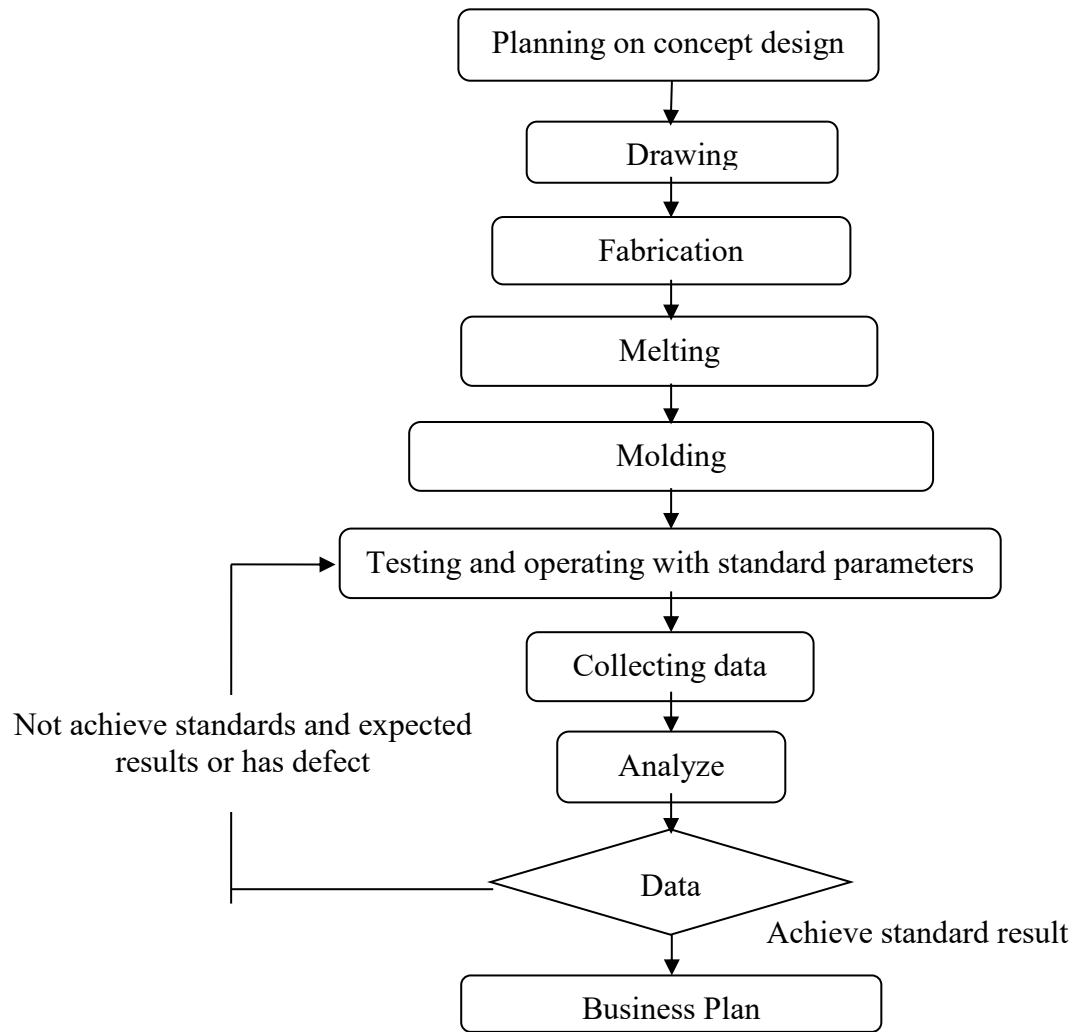 Planning on concept design
Drawing
Fabrication
Melting
Molding
Testing and operating with standard parameters
Collecting data
Not achieve standards and expected
results or has defect
Analyze
Data
Achieve standard result
Business Plan